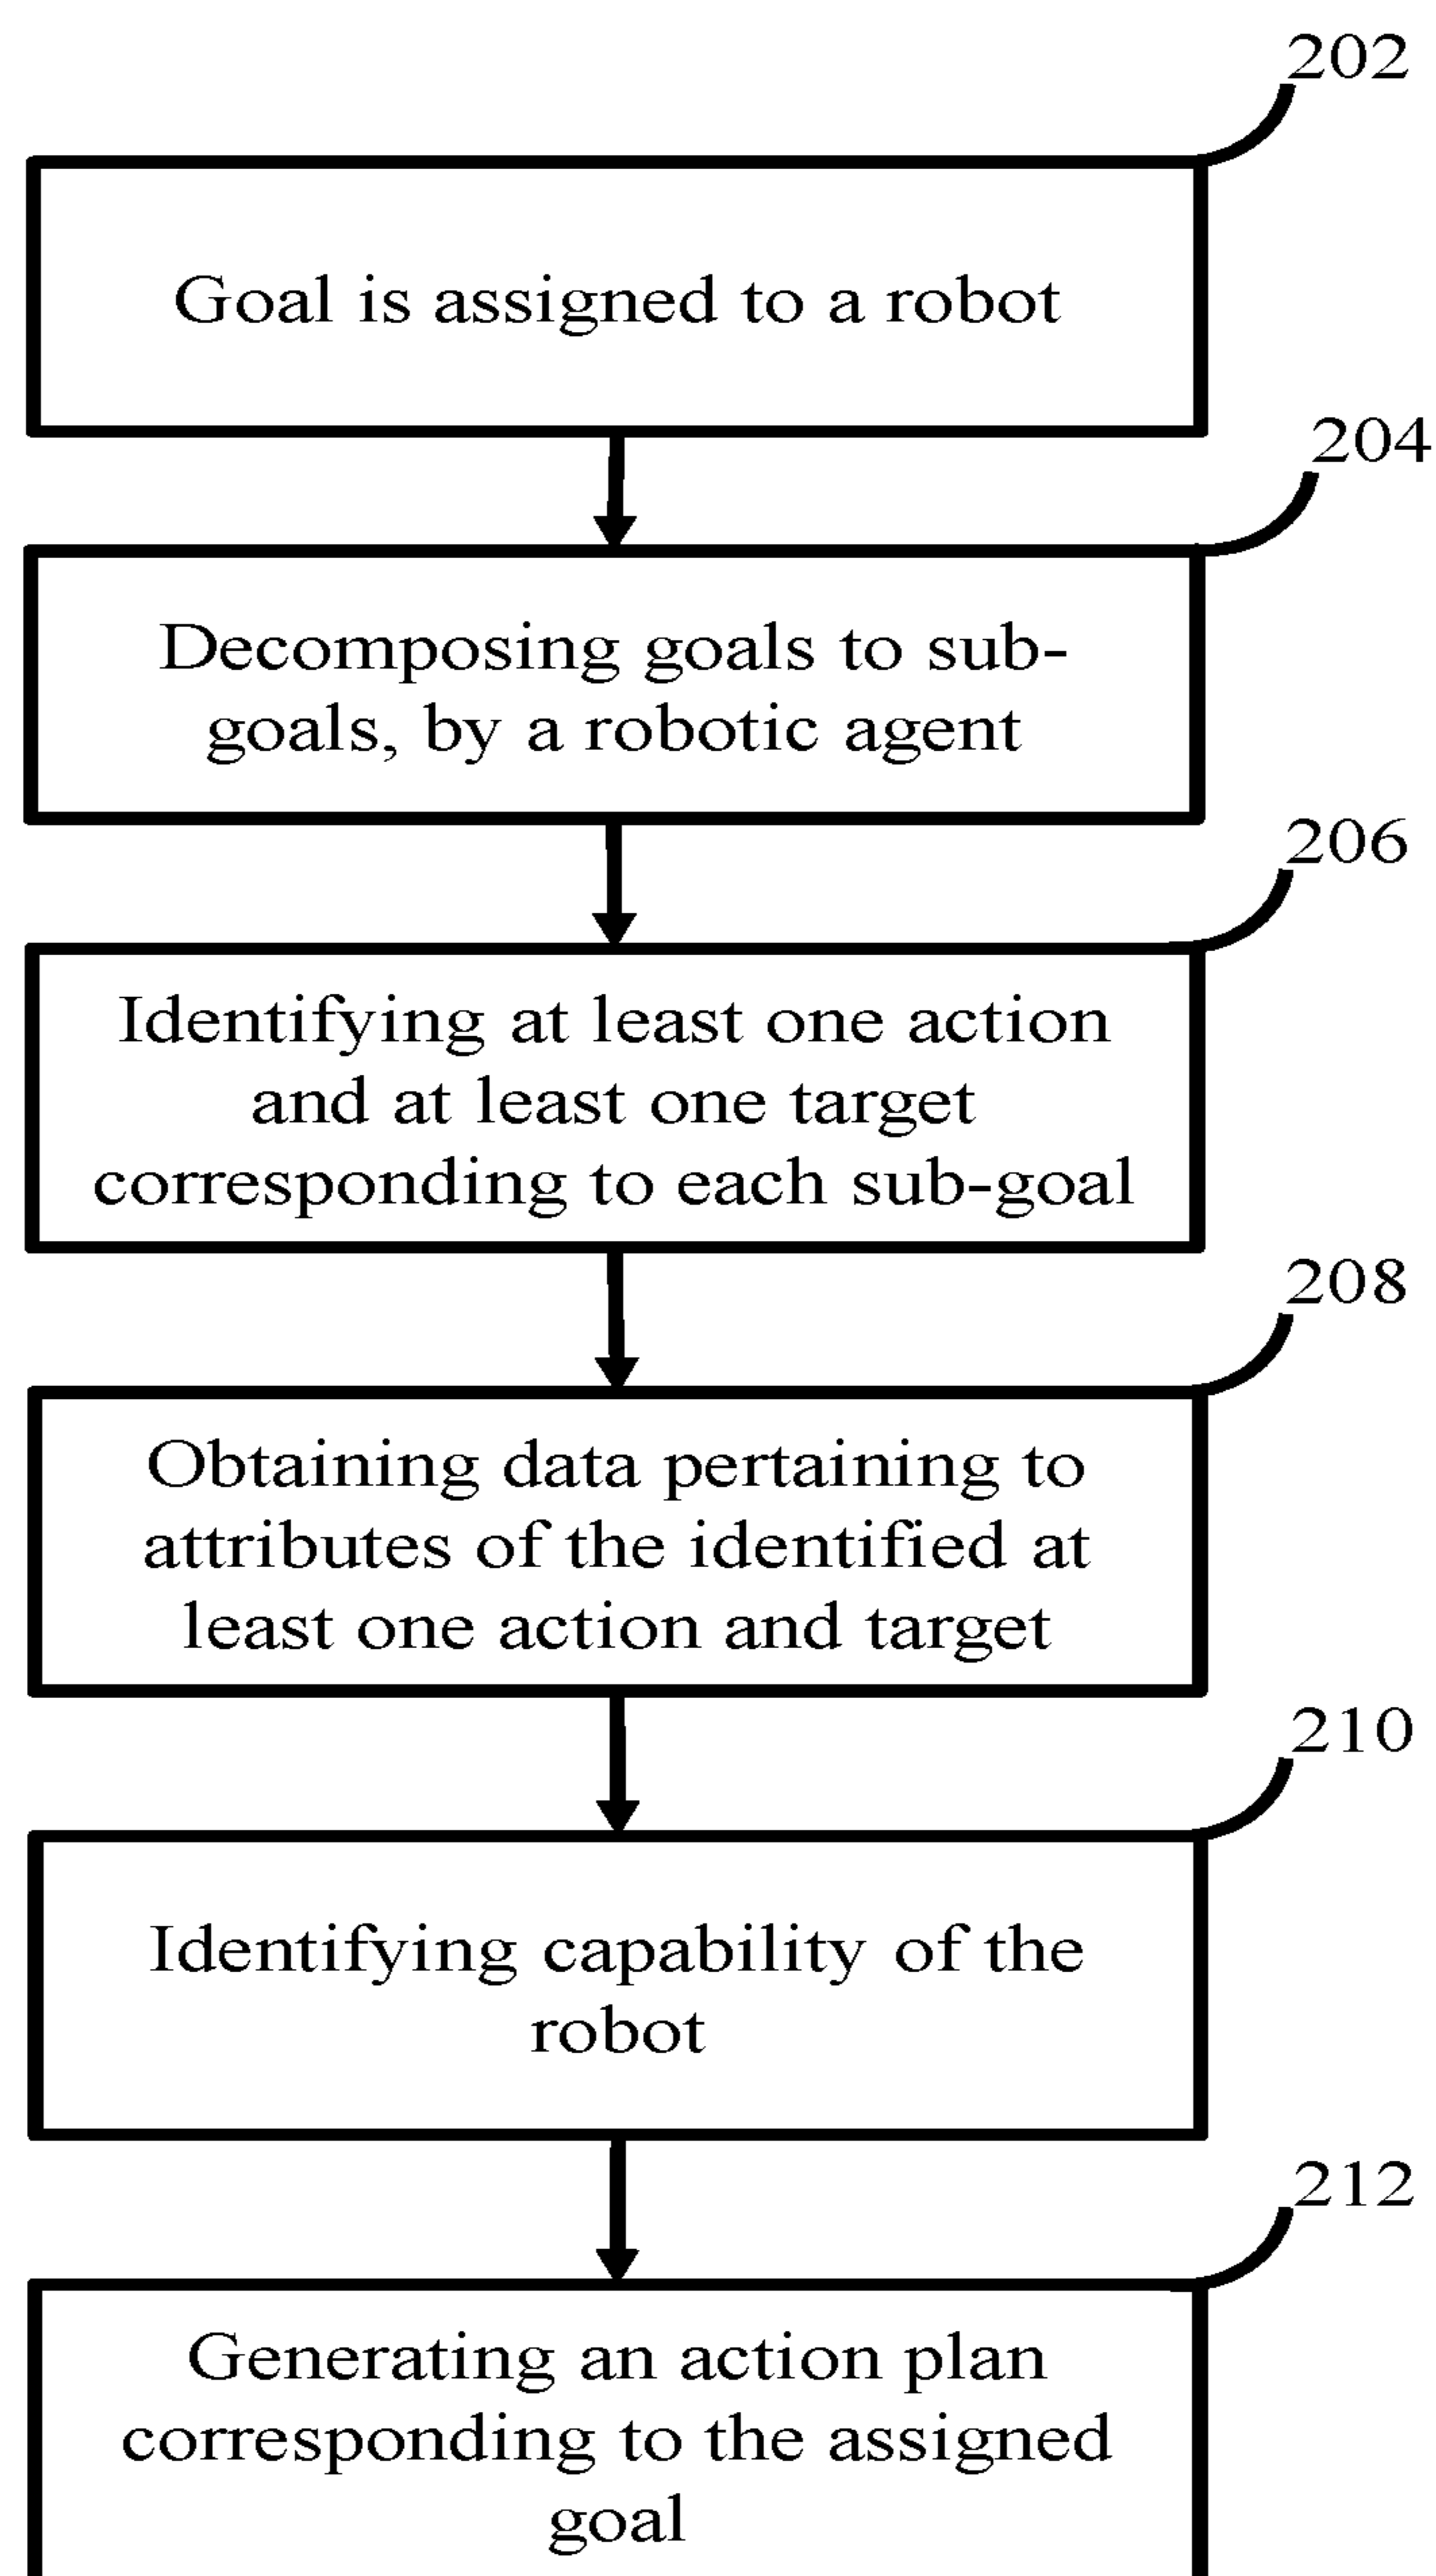 202
Goal is assigned to a robot
204
Decomposing goals to sub-
goals, by a robotic agent
206
Identifying at least one action
and at least one target
corresponding to each sub-goal
208
Obtaining data pertaining to
attributes of the identified at
least one action and target
210
Identifying capability of the
robot
212
Generating an action plan
corresponding to the assigned
goal